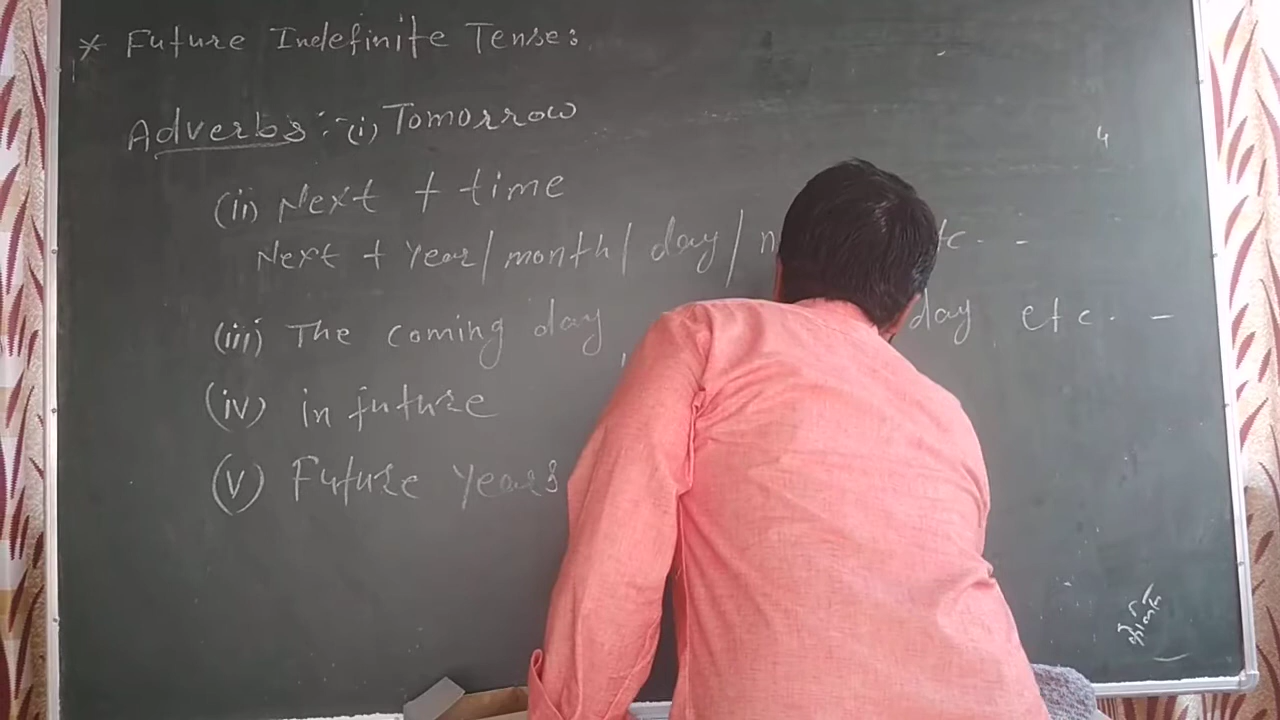 * Future Indefinite Tense:
Adverbs :- (i) Tomorrow
(ii) Next + time
Next + Year/month/day/
(iii) The coming day, day etc. -
(iv) in future
(v) Future Years
4